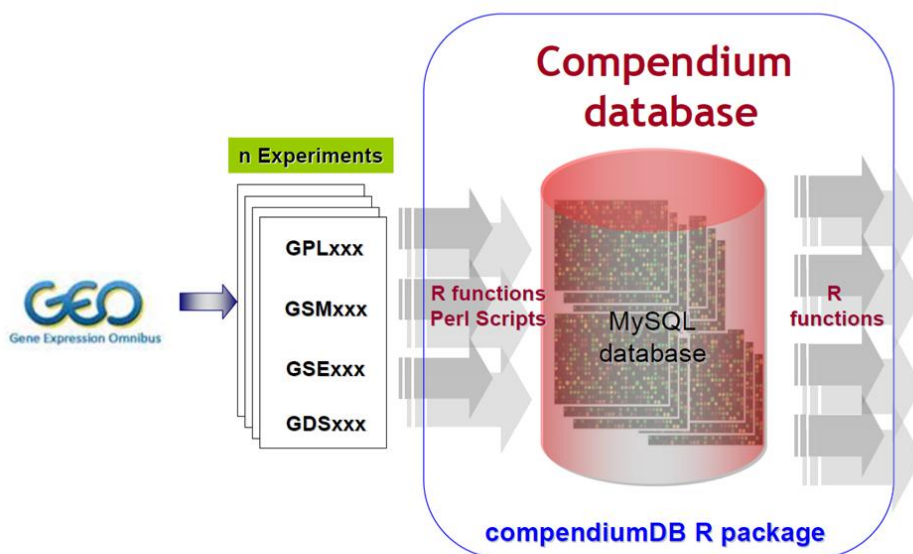 Compendium
database
n Experiments
GPLxxx
GSMxxx
GSExxx
GDSxxx
GEO
Gene Expression Omnibus
R functions
Perl Scripts
MySQL
database
R
functions
compendiumDB R package